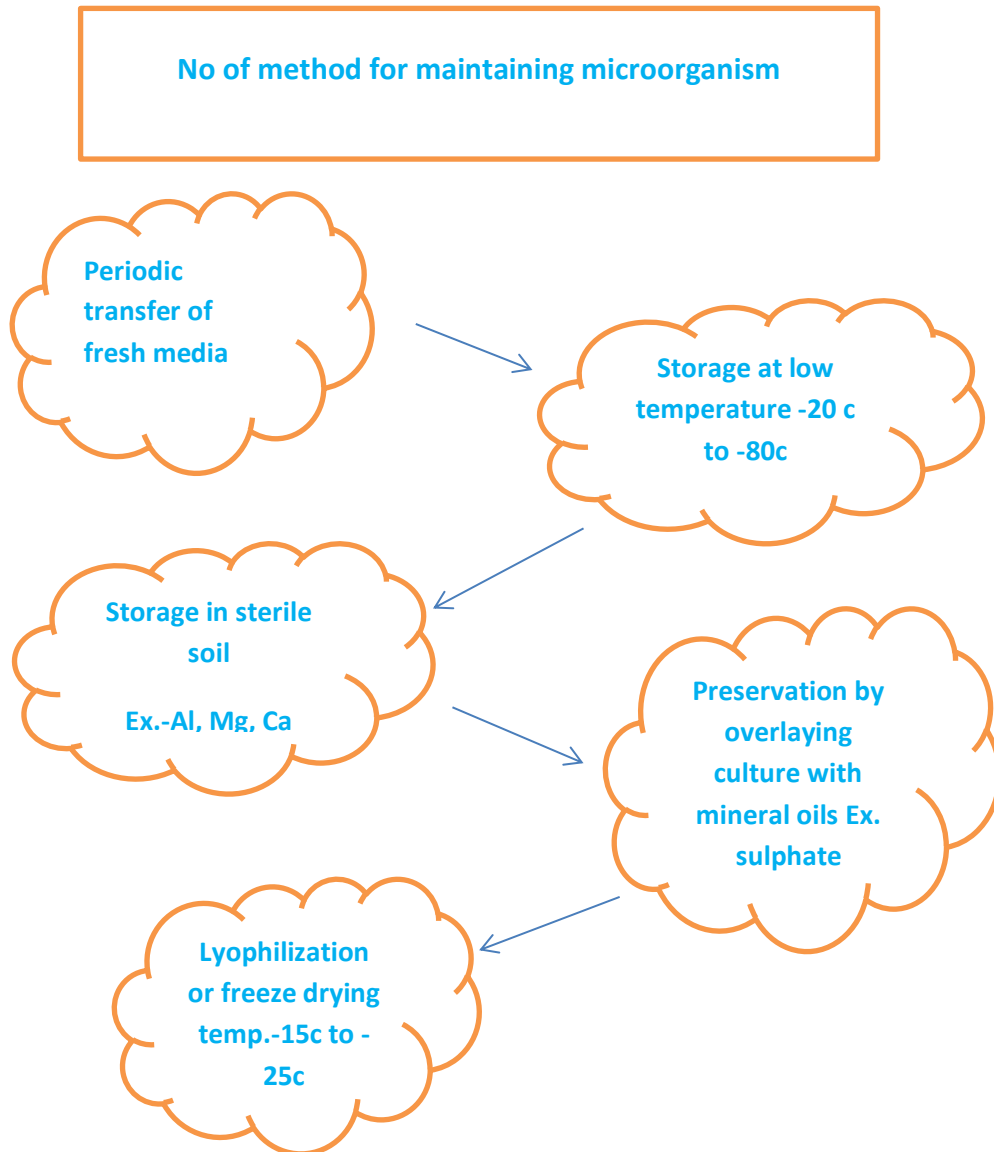 No of method for maintaining microorganism
Periodic
transfer of
fresh media
Storage at low
temperature -20 c
to -80c
Storage in sterile
soil
Ex.-Al, Mg, Ca
Preservation by
overlaying
culture with
mineral oils Ex.
sulphate
Lyophilization
or freeze drying
temp.-15c to -
25c